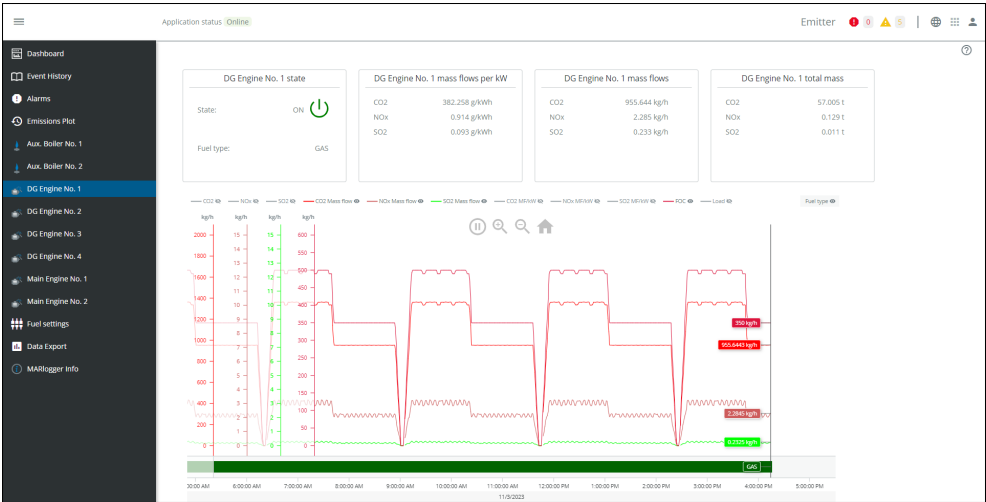 Application status Online
Emitter 0 5
Dashboard
Event History
Alarms
Emissions Plot
Aux. Boiler No. 1
Aux. Boiler No. 2
DG Engine No. 1
DG Engine No. 2
DG Engine No. 3
DG Engine No. 4
Main Engine No. 1
Main Engine No. 2
Fuel settings
Data Export
MARlogger Info
DG Engine No. 1 state
State: ON
Fuel type: GAS
DG Engine No. 1 mass flows per kW
CO2 382.258 g/kWh
NOx 0.914 g/kWh
SO2 0.093 g/kWh
DG Engine No. 1 mass flows
CO2 955.644 kg/h
NOx 2.285 kg/h
SO2 0.233 kg/h
DG Engine No. 1 total mass
CO2 57.005 t
NOx 0.129 t
SO2 0.011 t
CO2 NOx SO2 CO2 Mass flow NOx Mass flow SO2 Mass flow CO2 MF/kW NOx MF/kW SO2 MF/kW FOC Load Fuel type
kg/h kg/h kg/h kg/h
2000
1800
1600
1400
1200
1000
800
600
400
200
0
15
14
13
12
11
10
9
8
7
6
5
4
3
2
1
0
15
14
13
12
11
10
9
8
7
6
5
4
3
2
1
0
600
550
500
450
400
350
300
250
200
150
100
50
0
350 kg/h
955.6443 kg/h
2.2845 kg/h
GAS
6:00:00 AM 7:00:00 AM 8:00:00 AM 9:00:00 AM 10:00:00 AM 11:00:00 AM 12:00:00 PM 1:00:00 PM 2:00:00 PM 3:00:00 PM 4:00:00 PM 5:00:00 PM
11/3/2023